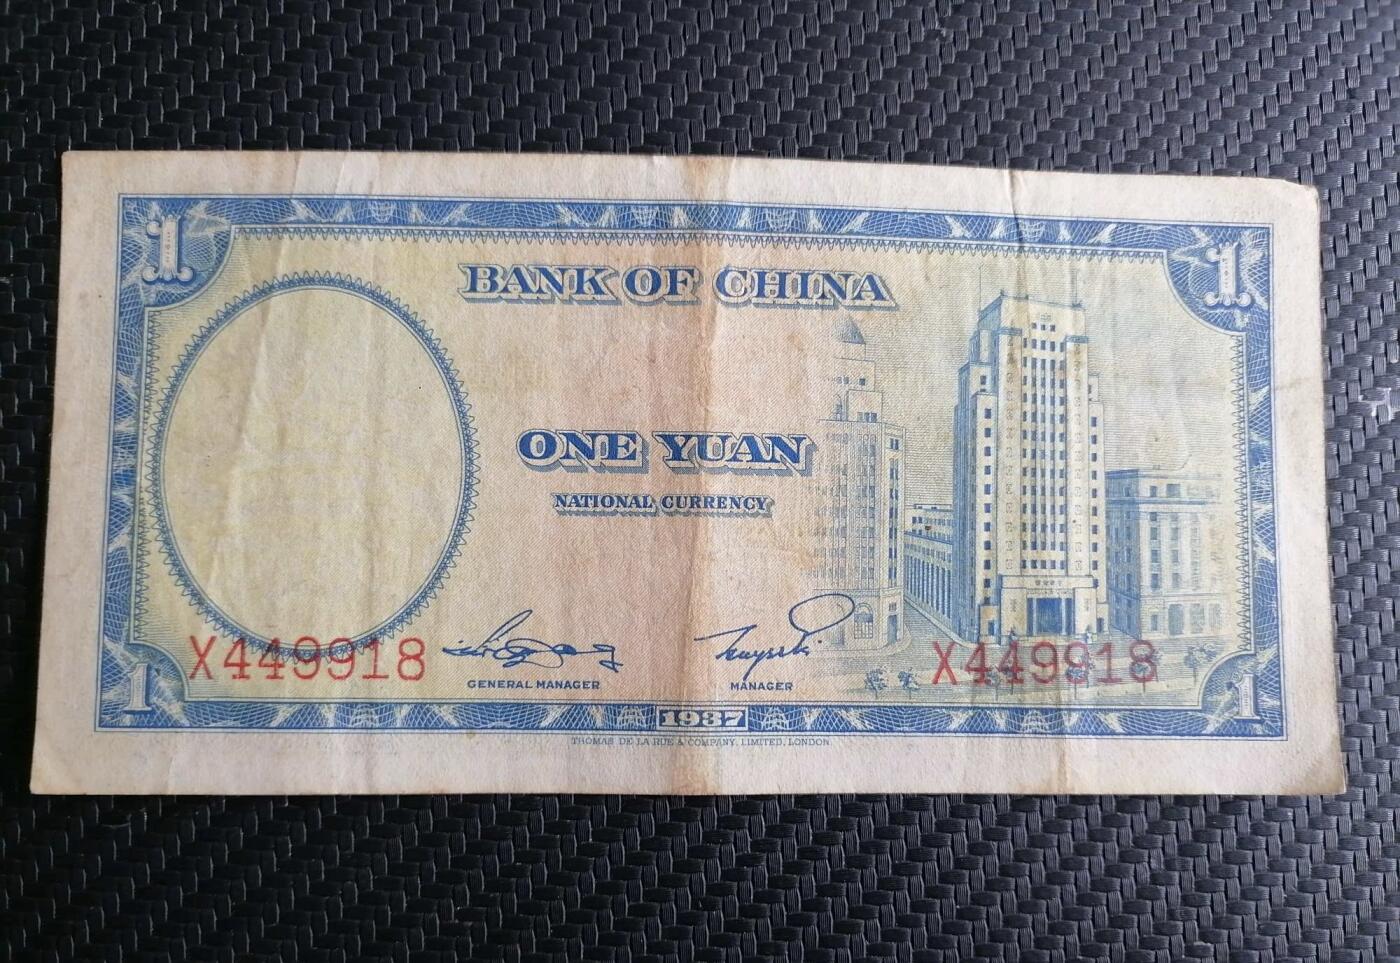 1 1
BANK OF CHINA
ONE YUAN
NATIONAL CURRENCY
X449918 X449918
GENERAL MANAGER MANAGER
1 1937 1
THOMAS DE LA RUE & COMPANY, LIMITED, LONDON